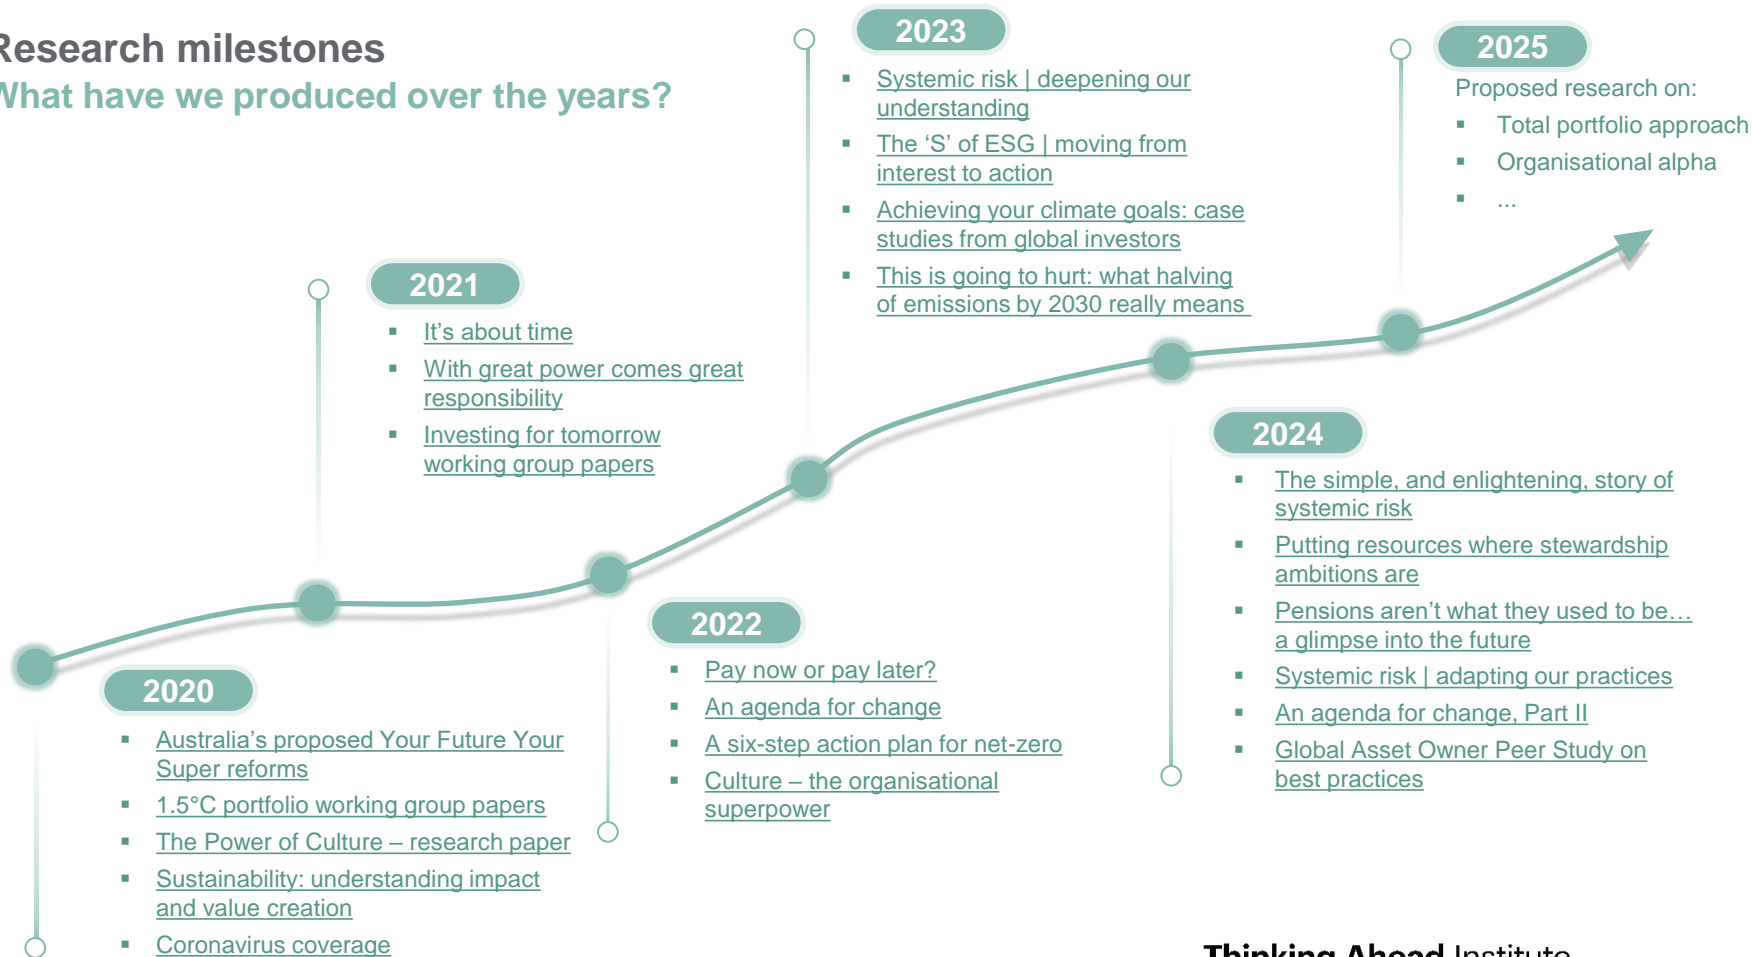 Research milestones
What have we produced over the years?
2020
▪ Australia's proposed Your Future Your
Super reforms
▪ 1.5°C portfolio working group papers
▪ The Power of Culture – research paper
▪ Sustainability: understanding impact
and value creation
▪ Coronavirus coverage
2021
▪ It's about time
▪ With great power comes great
responsibility
▪ Investing for tomorrow
working group papers
2022
▪ Pay now or pay later?
▪ An agenda for change
▪ A six-step action plan for net-zero
▪ Culture – the organisational
superpower
2023
▪ Systemic risk | deepening our
understanding
▪ The ‘S’ of ESG | moving from
interest to action
▪ Achieving your climate goals: case
studies from global investors
▪ This is going to hurt: what halving
of emissions by 2030 really means
2024
▪ The simple, and enlightening, story of
systemic risk
▪ Putting resources where stewardship
ambitions are
▪ Pensions aren’t what they used to be…
a glimpse into the future
▪ Systemic risk | adapting our practices
▪ An agenda for change, Part II
▪ Global Asset Owner Peer Study on
best practices
2025
Proposed research on:
▪ Total portfolio approach
▪ Organisational alpha
▪ ...
Thinking Ahead Institute